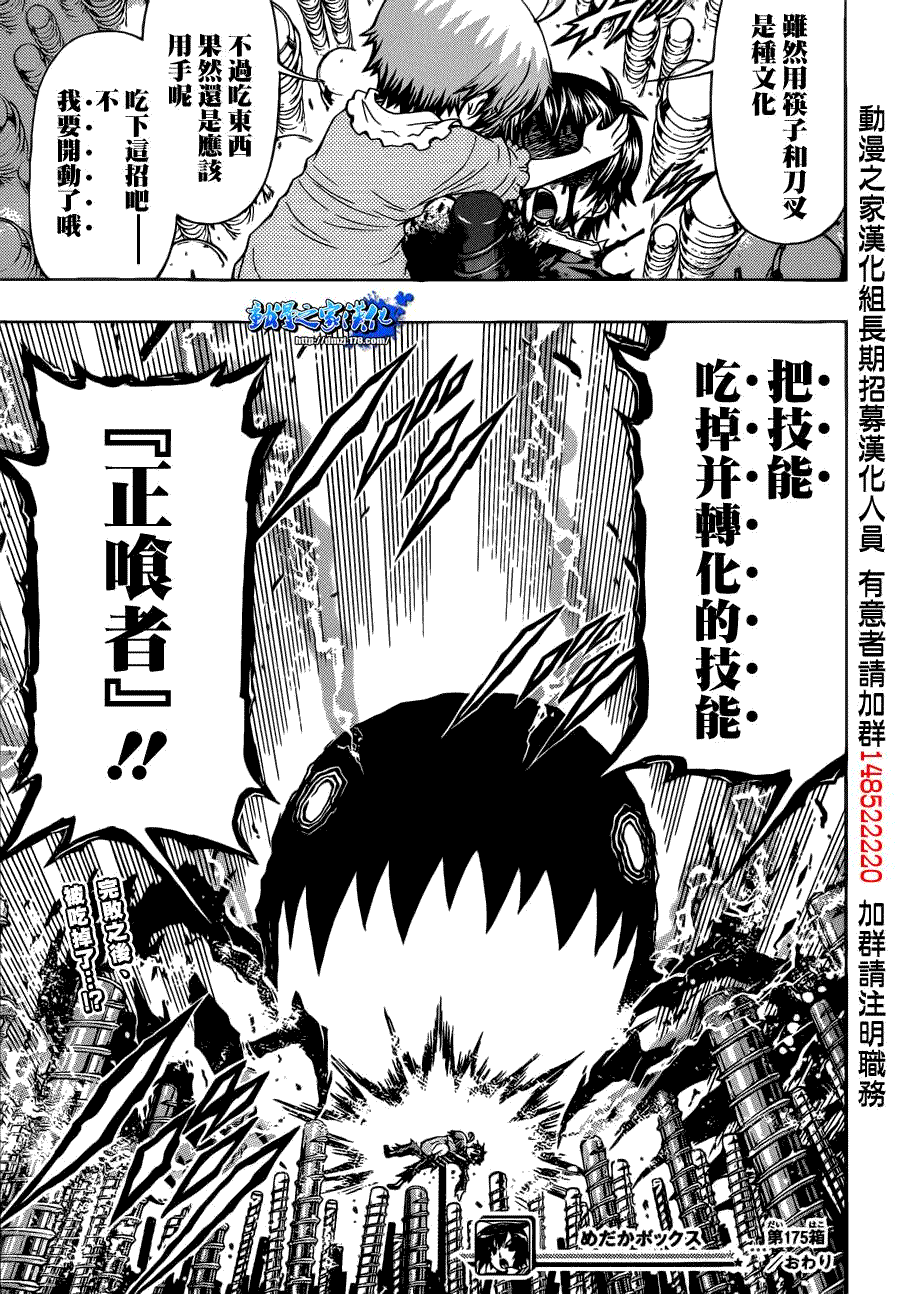 雖然用筷子和刀叉
是種文化
不過吃東西
果然還是應該
用手呢
吃下這招吧——
不
我要開動了哦
動漫之家漢化
http://dmzj.178.com/
把技能
吃掉并轉化的技能
『正喰者』!!
完敗之後、
被吃掉了…!?
めだかボックス
第175箱
だい はこ
／おわり
動漫之家漢化組長期招募漢化人員 有意者請加群148522220 加群請注明職務